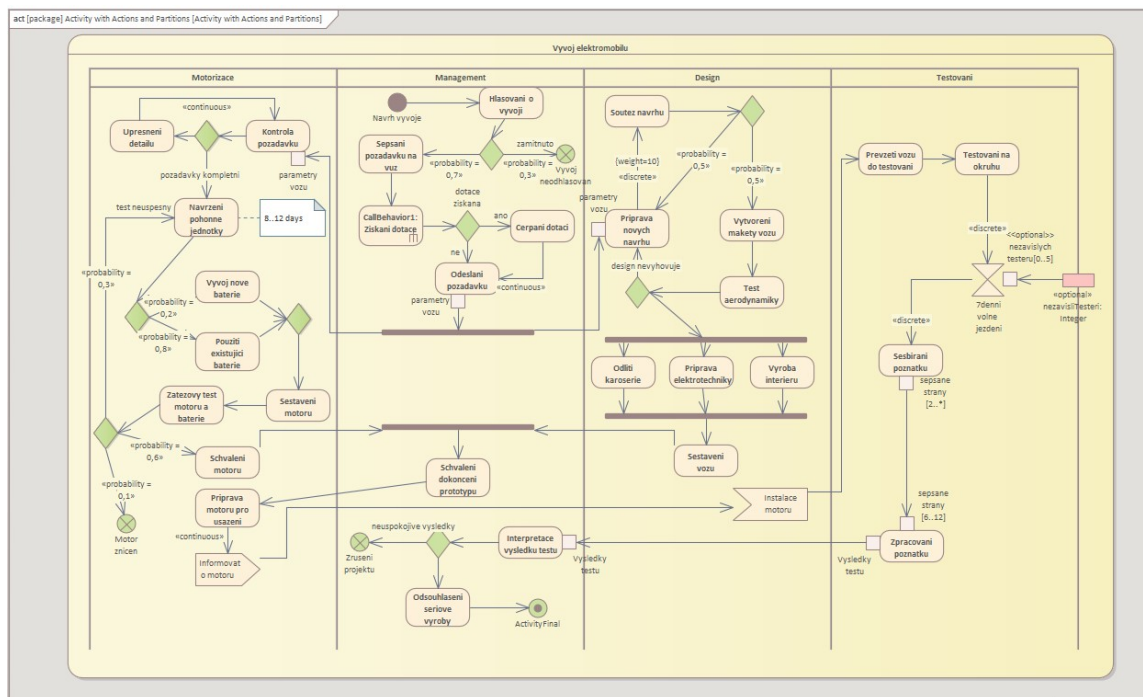 act [package] Activity with Actions and Partitions [Activity with Actions and Partitions]
Vyvoj elektromobilu
Motorizace
Management
Design
Testovani
«continuous»
Upresneni
detailu
Kontrola
pozadavku
parametry
vozu
pozadavky kompletni
test neuspesny
Navrzeni
pohonne
jednotky
8..12 days
«probability =
0,3»
Vyvoj nove
baterie
«probability =
0,2»
«probability =
0,8»
Pouziti
existujici
baterie
Zatezovy test
motoru a
baterie
Sestaveni
motoru
«probability =
0,6»
Schvaleni
motoru
«probability =
0,1»
Motor
znicen
Priprava
motoru pro
usazeni
«continuous»
Informovat
o motoru
Navrh vyvoje
Hlasovani o
vyvoji
Sepsani
pozadavku na
vuz
zamitnuto
«probability =
0,7»
«probability =
0,3»
Vyvoj
neodhlasovan
dotace
ziskana
CallBehavior1:
Ziskani dotace
ano
Cerpani dotaci
ne
Odeslani
pozadavku
«continuous»
parametry
vozu
Schvaleni
dokonceni
prototypu
neuspokojive vysledky
Zruseni
projektu
Interpretace
vysledku testu
Vysledky
testu
Odsouhlaseni
seriove
vyroby
ActivityFinal
Soutez navrhu
{weight=10}
«discrete»
«probability =
0,5»
«probability =
0,5»
parametry
vozu
Priprava
novych
navrhu
Vytvoreni
makety vozu
design nevyhovuje
Test
aerodynamiky
Odliti
karoserie
Priprava
elektrotechniky
Vyroba
interieru
Sestaveni
vozu
Instalace
motoru
Prevzeti vozu
do testovani
Testovani na
okruhu
«discrete»
<<optional>>
nezavislych
testeru[0..5]
7denni
volne
jezdeni
«optional»
nezavisliTesteri:
Integer
«discrete»
Sesbirani
poznatku
sepsane
strany
[2..*]
sepsane
strany
[6..12]
Zpracovani
poznatku
Vysledky
testu